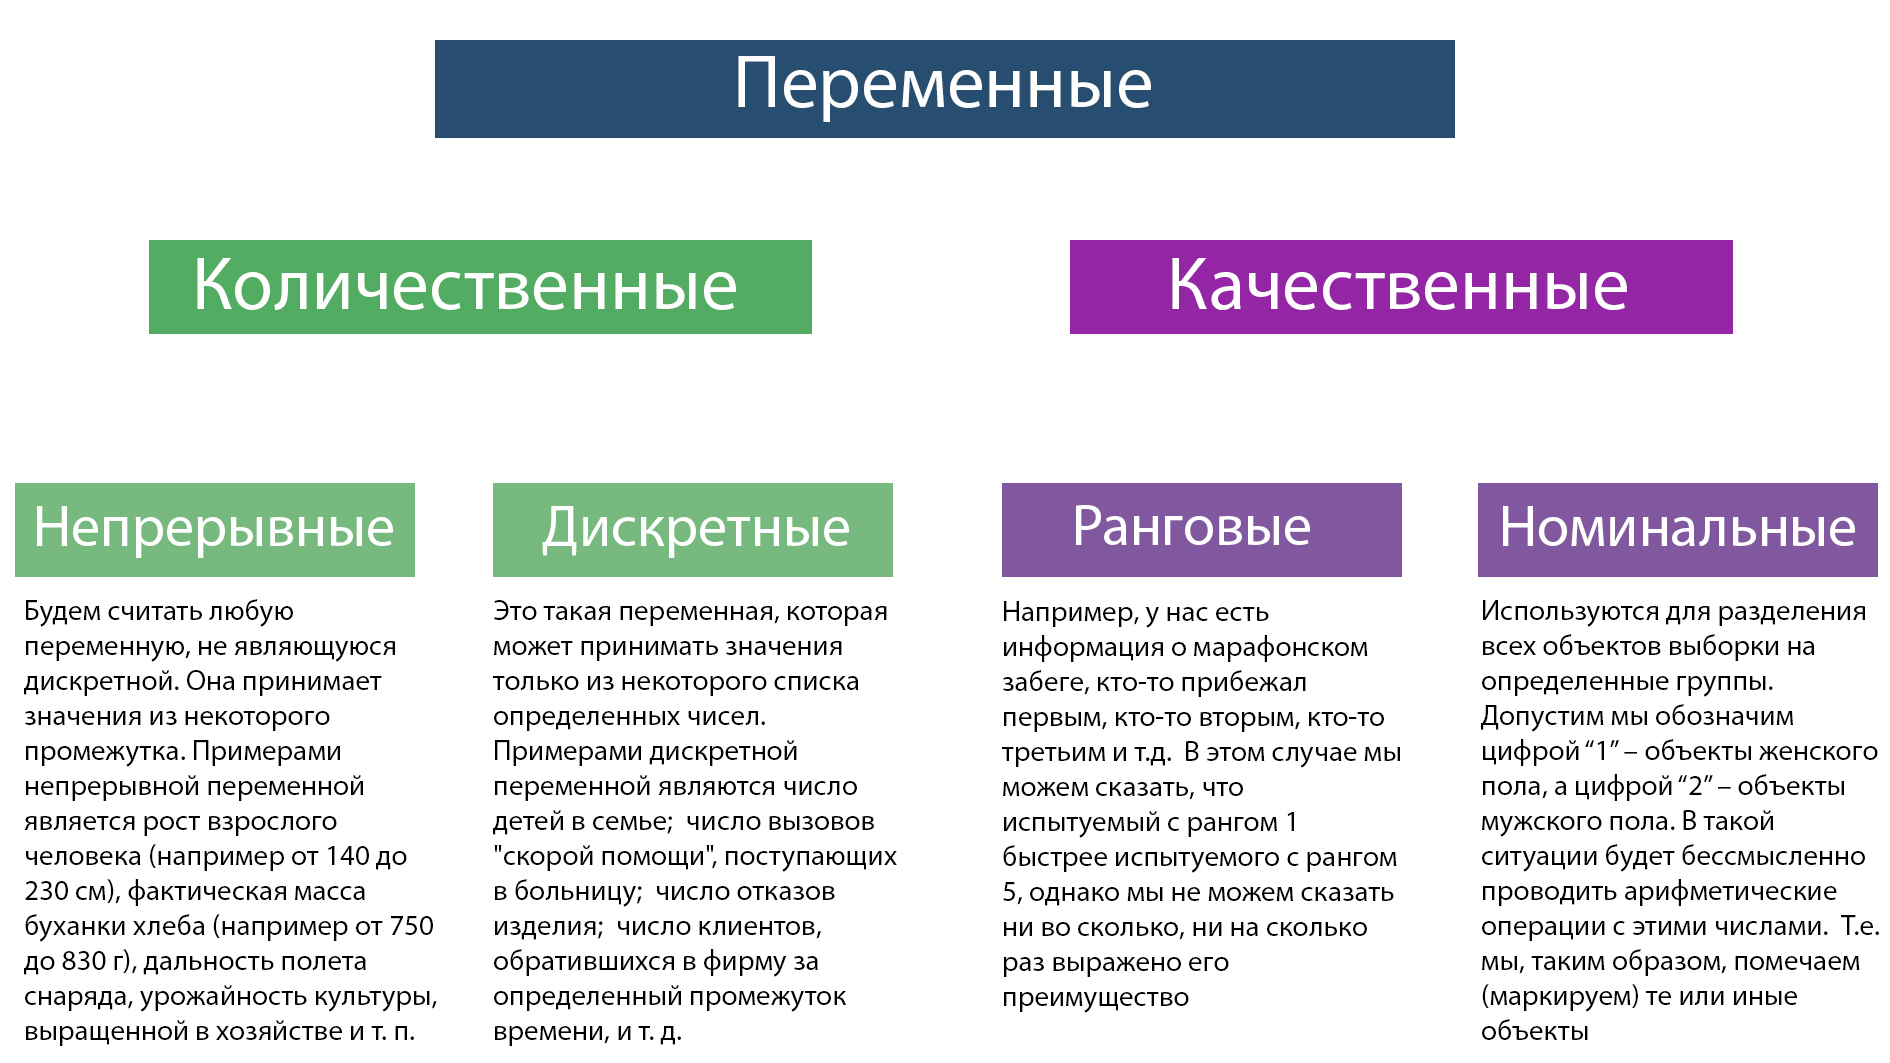 Переменные
Количественные
Качественные
Непрерывные
Дискретные
Ранговые
Номинальные
Будем считать любую
переменную, не являющуюся
дискретной. Она принимает
значения из некоторого
промежутка. Примерами
непрерывной переменной
является рост взрослого
человека (например от 140 до
230 см), фактическая масса
буханки хлеба (например от 750
до 830 г), дальность полета
снаряда, урожайность культуры,
выращенной в хозяйстве и т. п.
Это такая переменная, которая
может принимать значения
только из некоторого списка
определенных чисел.
Примерами дискретной
переменной являются число
детей в семье;  число вызовов
"скорой помощи", поступающих
в больницу;  число отказов
изделия;  число клиентов,
обратившихся в фирму за
определенный промежуток
времени, и т. д.
Например, у нас есть
информация о марафонском
забеге, кто-то прибежал
первым, кто-то вторым, кто-то
третьим и т.д.  В этом случае мы
можем сказать, что
испытуемый с рангом 1
быстрее испытуемого с рангом
5, однако мы не можем сказать
ни во сколько, ни на сколько
раз выражено его
преимущество
Используются для разделения
всех объектов выборки на
определенные группы.
Допустим мы обозначим
цифрой “1” – объекты женского
пола, а цифрой “2” – объекты
мужского пола. В такой
ситуации будет бессмысленно
проводить арифметические
операции с этими числами.  Т.е.
мы, таким образом, помечаем
(маркируем) те или иные
объекты